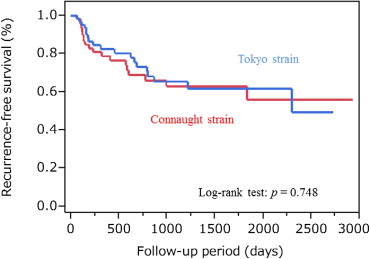 Recurrence-free survival (%)
1.0
0.8
0.6
0.4
0.2
0.0
Tokyo strain
Connaught strain
Log-rank test: p = 0.748
0 500 1000 1500 2000 2500 3000
Follow-up period (days)